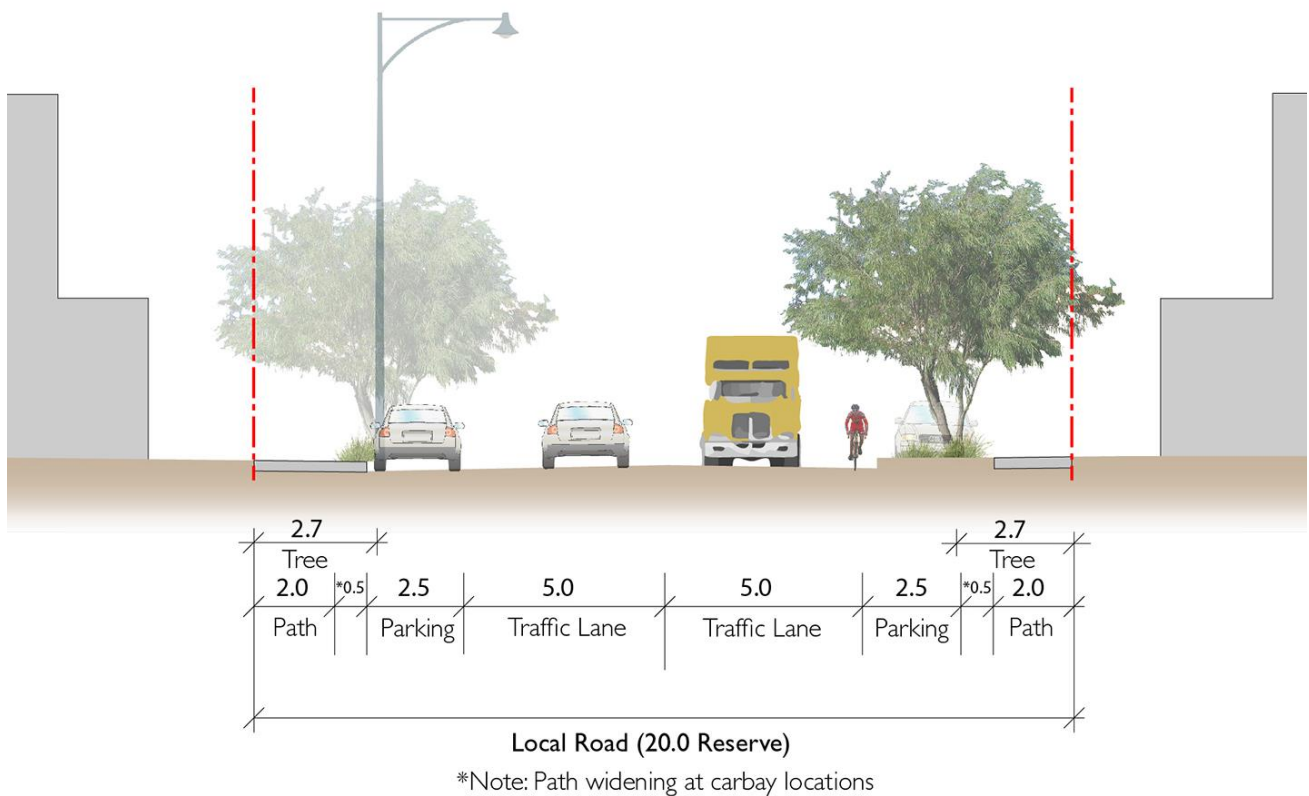 2.7 2.7
Tree Tree
2.0 *0.5 2.5 5.0 5.0 2.5 *0.5 2.0
Path Parking Traffic Lane Traffic Lane Parking Path
Local Road (20.0 Reserve)
*Note: Path widening at carbay locations